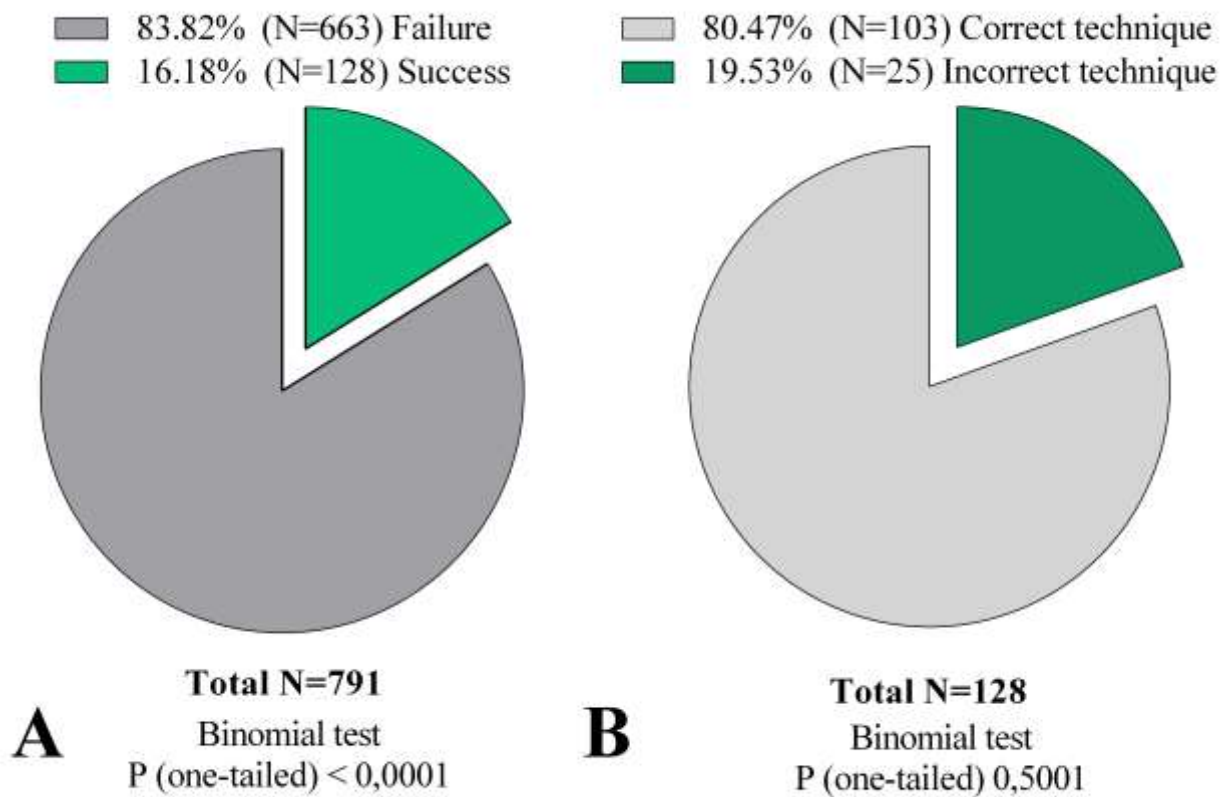 83.82% (N=663) Failure
16.18% (N=128) Success
80.47% (N=103) Correct technique
19.53% (N=25) Incorrect technique
Total N=791
A
Binomial test
P (one-tailed) < 0,0001
Total N=128
B
Binomial test
P (one-tailed) 0,5001